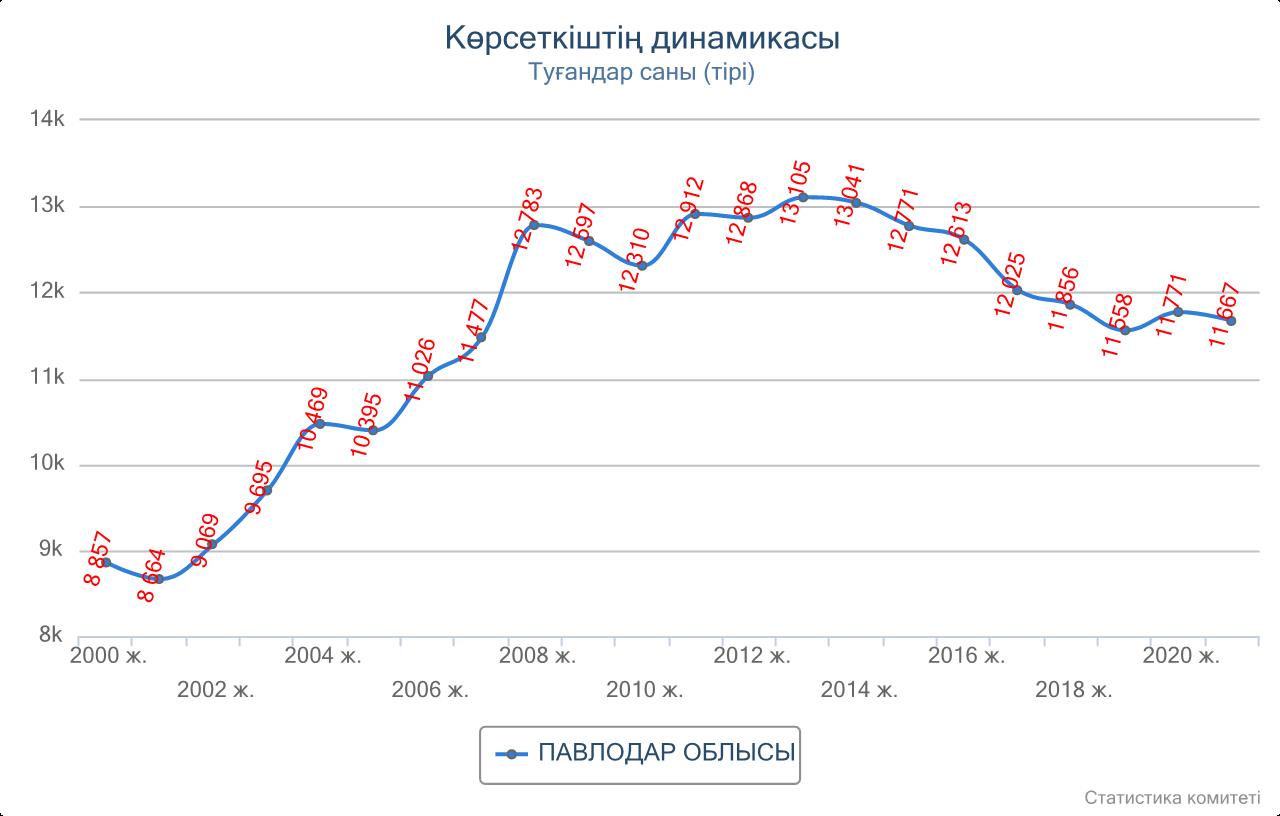 Көрсеткіштің динамикасы
Туғандар саны (тірі)
14k
13k
12k
11k
10k
9k
8k
8 857
8 664
9 069
9 695
10 469
10 395
11 026
11 477
12 783
12 597
12 310
12 912
12 868
13 105
13 041
12 771
12 613
12 025
11 856
11 558
11 771
11 667
2000 ж.
2004 ж.
2008 ж.
2012 ж.
2016 ж.
2020 ж.
2002 ж.
2006 ж.
2010 ж.
2014 ж.
2018 ж.
ПАВЛОДАР ОБЛЫСЫ
Статистика комитеті